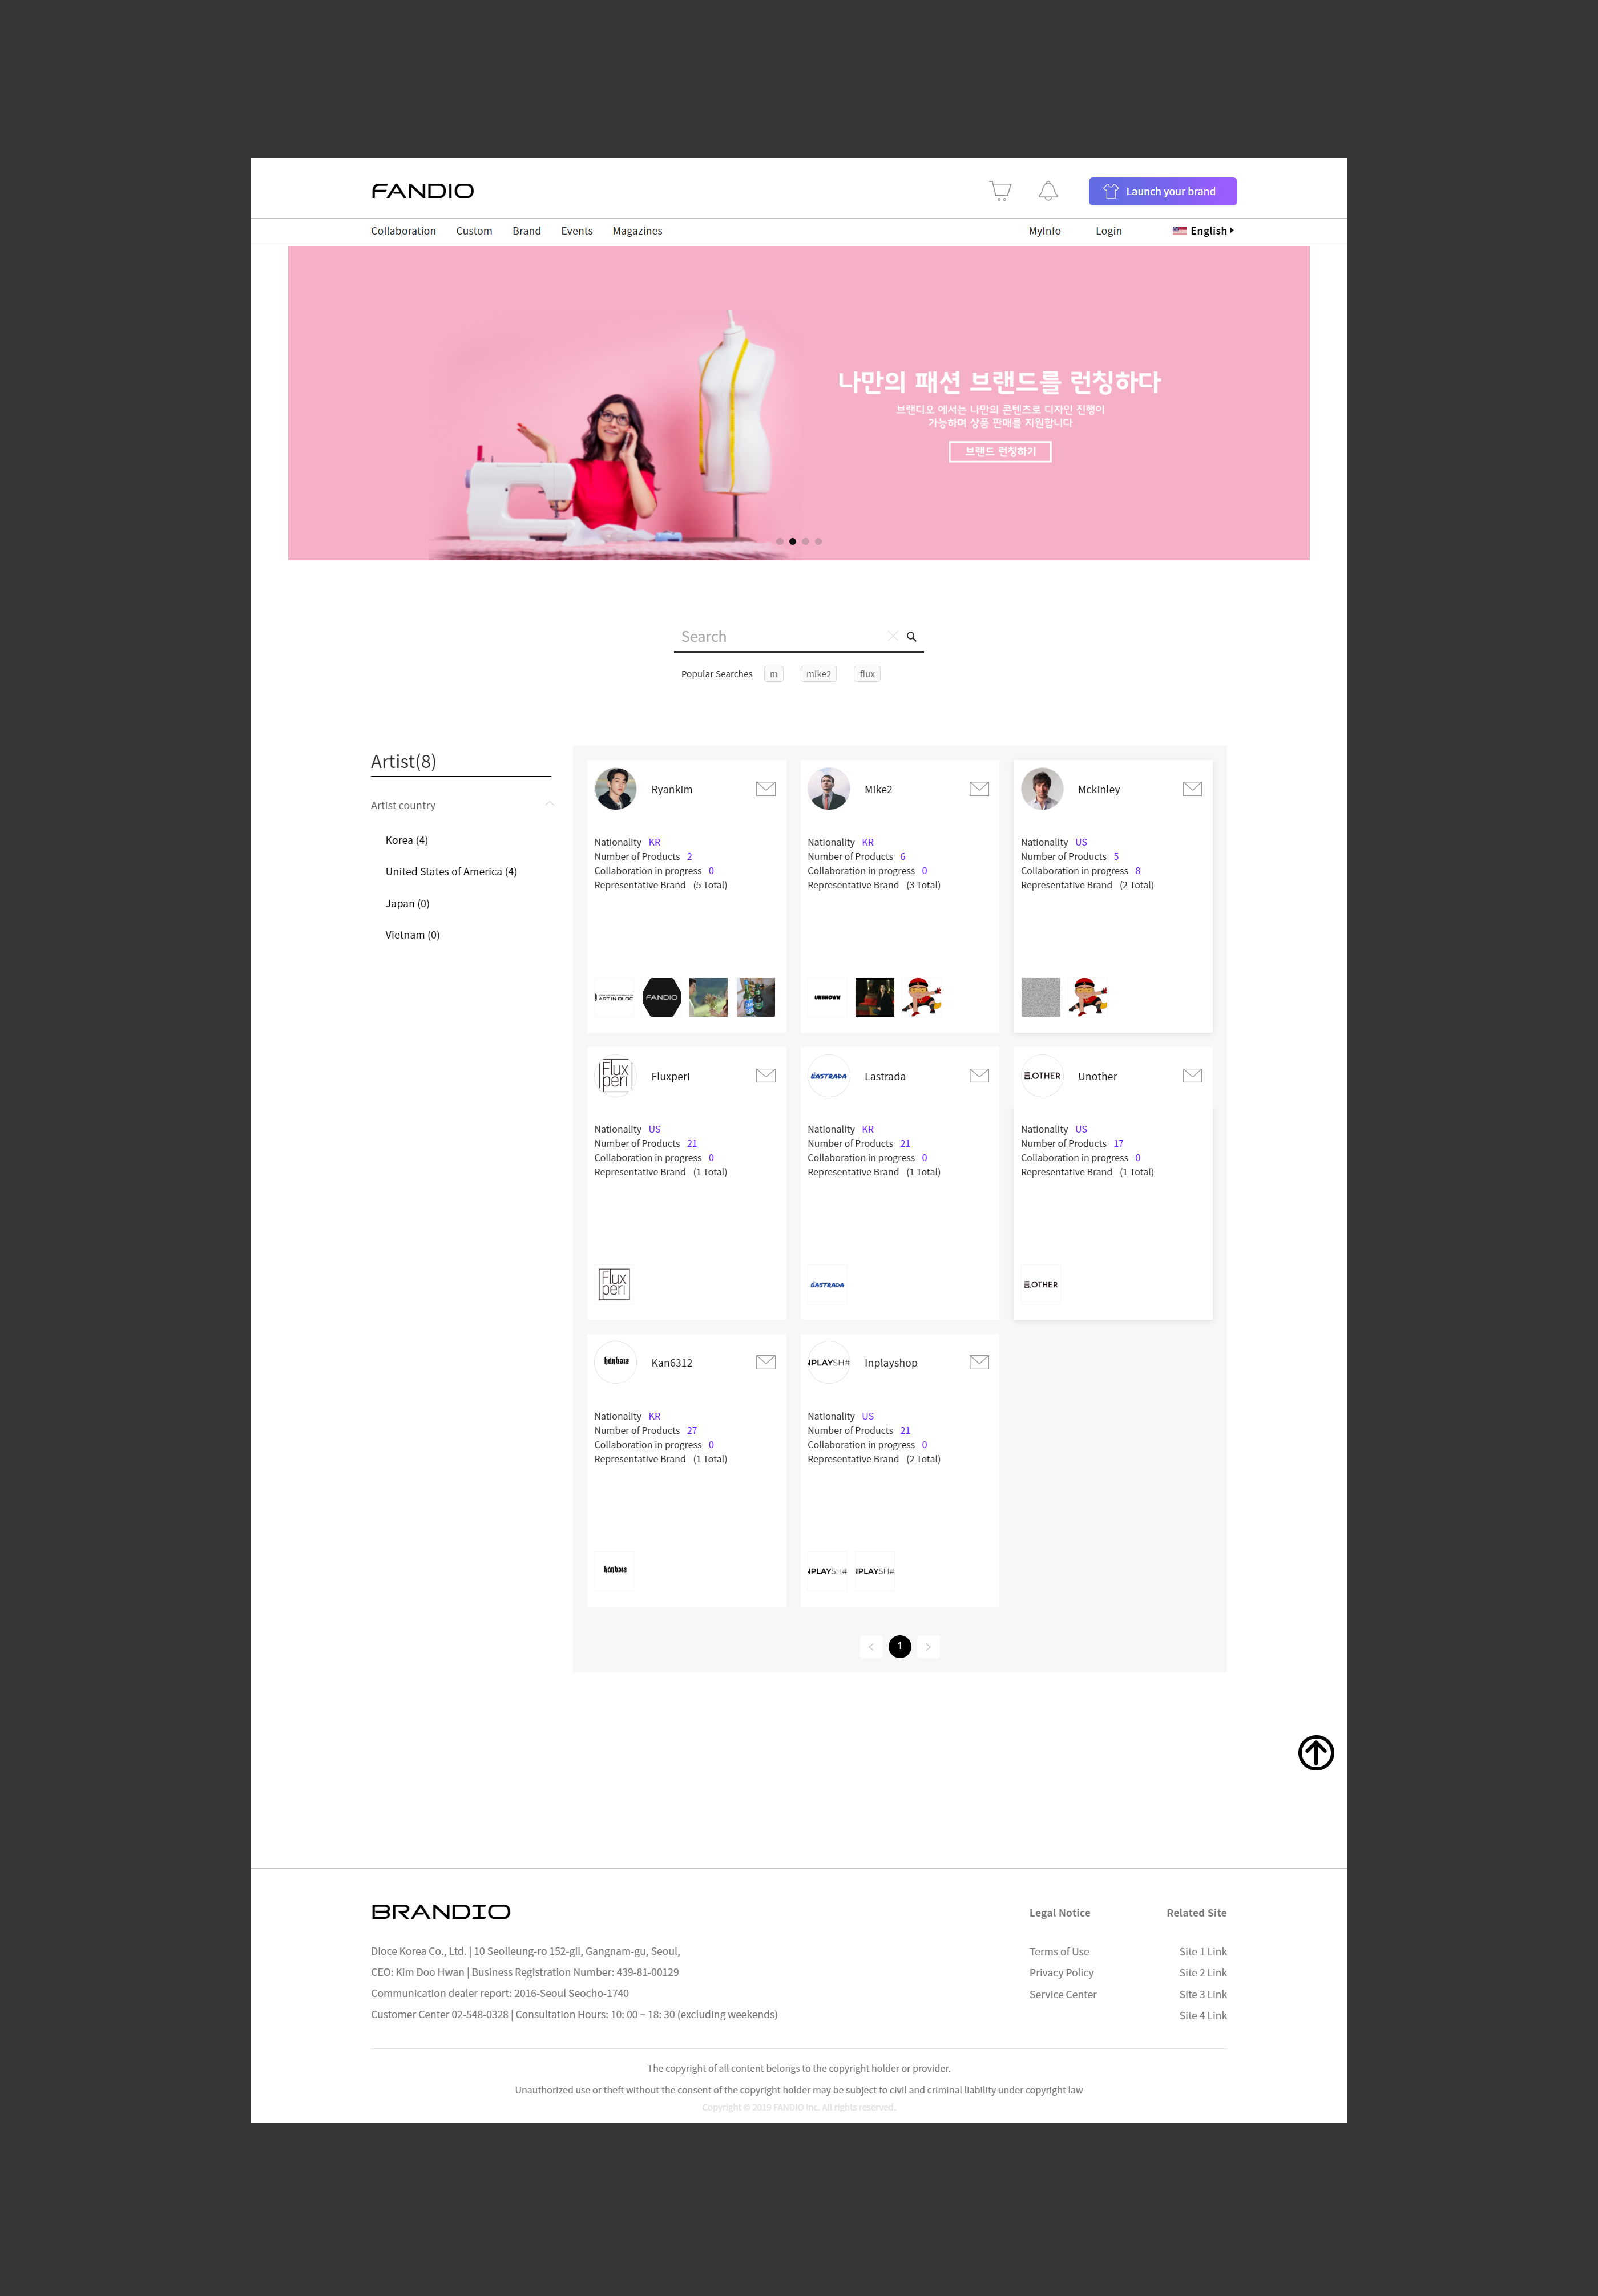 FANDIO
Launch your brand
Collaboration Custom Brand Events Magazines MyInfo Login English
나만의 패션 브랜드를 런칭하다
브랜디오 에서는 나만의 콘텐츠로 디자인 진행이
가능하며 상품 판매를 지원합니다
브랜드 런칭하기
Search
Popular Searches m mike2 flux
Artist(8)
Artist country
Korea (4)
United States of America (4)
Japan (0)
Vietnam (0)
Ryankim
Nationality KR
Number of Products 2
Collaboration in progress 0
Representative Brand (5 Total)
ART IN BLOC
FANDIO
Mike2
Nationality KR
Number of Products 6
Collaboration in progress 0
Representative Brand (3 Total)
UNBROWN
Mckinley
Nationality US
Number of Products 5
Collaboration in progress 8
Representative Brand (2 Total)
Flux
peri
Fluxperi
Nationality US
Number of Products 21
Collaboration in progress 0
Representative Brand (1 Total)
Flux
peri
LASTRADA
Lastrada
Nationality KR
Number of Products 21
Collaboration in progress 0
Representative Brand (1 Total)
LASTRADA
.OTHER
Unother
Nationality US
Number of Products 17
Collaboration in progress 0
Representative Brand (1 Total)
.OTHER
Kan6312
Nationality KR
Number of Products 27
Collaboration in progress 0
Representative Brand (1 Total)
NPLAYSH#
Inplayshop
Nationality US
Number of Products 21
Collaboration in progress 0
Representative Brand (2 Total)
NPLAYSH# NPLAYSH#
< 1 >
BRANDIO
Dioce Korea Co., Ltd. | 10 Seolleung-ro 152-gil, Gangnam-gu, Seoul,
CEO: Kim Doo Hwan | Business Registration Number: 439-81-00129
Communication dealer report: 2016-Seoul Seocho-1740
Customer Center 02-548-0328 | Consultation Hours: 10: 00 ~ 18: 30 (excluding weekends)
Legal Notice
Terms of Use
Privacy Policy
Service Center
Related Site
Site 1 Link
Site 2 Link
Site 3 Link
Site 4 Link
The copyright of all content belongs to the copyright holder or provider.
Unauthorized use or theft without the consent of the copyright holder may be subject to civil and criminal liability under copyright law
Copyright © 2019 FANDIO Inc. All rights reserved.